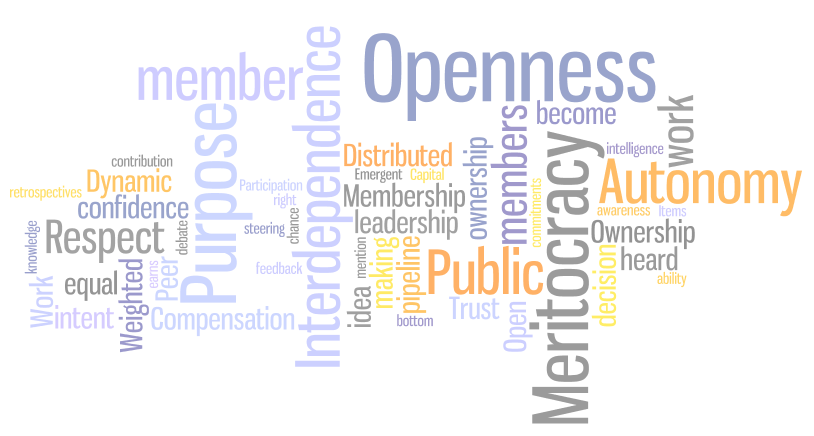 Openness
member
Interdependence
Purpose
become
work
members
Meritocracy
intelligence
Distributed
ownership
contribution
Emergent
Capital
Autonomy
retrospectives
Dynamic
Participation
right
Membership
commitments
confidence
leadership
awareness
Items
Respect
debate
steering
chance
Ownership
knowledge
mention
making
pipeline
Public
heard
decision
feedback
ability
equal
Weighted
earns
Peer
Work
intent
Compensation
idea
bottom
Trust
Open